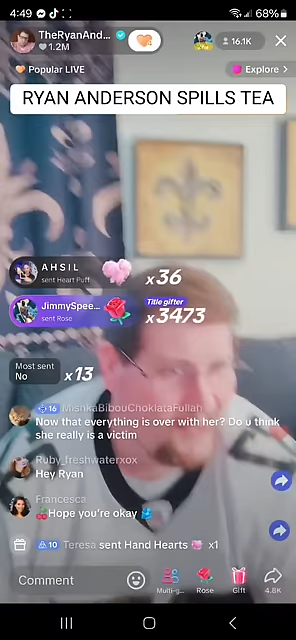 4:49
68%
TheRyanAnd...
1.2M
16.1K
Popular LIVE
Explore >
RYAN ANDERSON SPILLS TEA
A H S I L
sent Heart Puff
x36
JimmySpee...
sent Rose
Title gifter
x3473
Most sent
No
x13
16 MishkaBibouChoklataFullah
Now that everything is over with her? Do u think
she really is a victim
Ruby_freshwaterxox
Hey Ryan
Francesca
🍒Hope you're okay
10 Teresa sent Hand Hearts x1
Comment
Multi-g...
Rose
Gift
4.8K